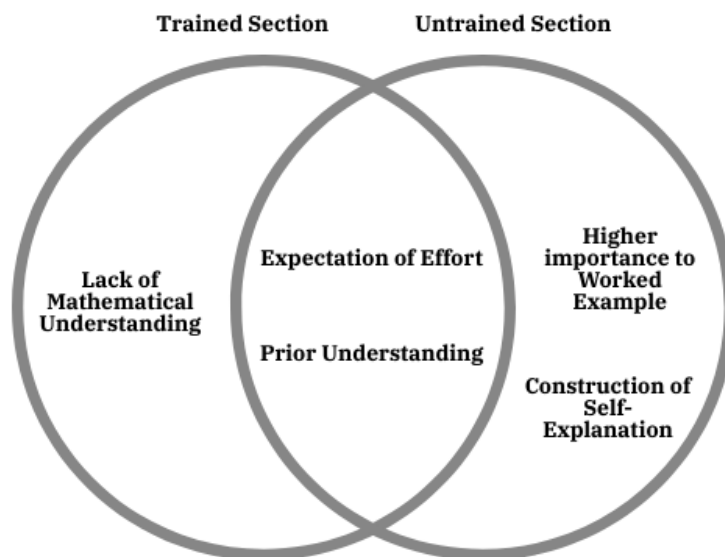 Trained Section
Untrained Section
Lack of
Mathematical
Understanding
Expectation of Effort
Prior Understanding
Higher
importance to
Worked
Example
Construction of
Self-
Explanation